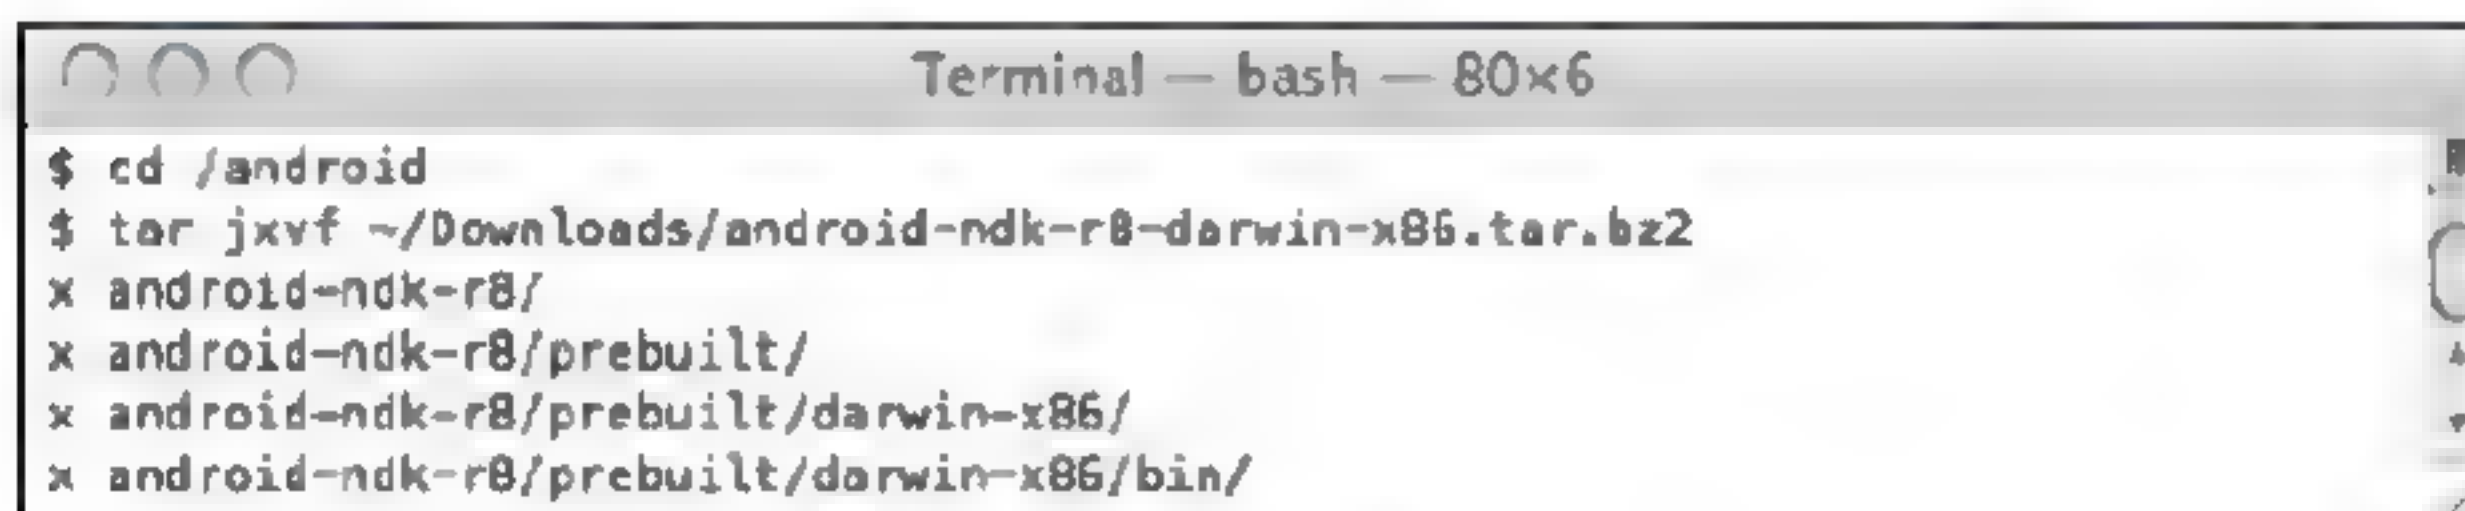 Terminal — bash — 80×6
$ cd /android
$ tar jxvf ~/Downloads/android-ndk-r8-darwin-x86.tar.bz2
x android-ndk-r8/
x android-ndk-r8/prebuilt/
x android-ndk-r8/prebuilt/darwin-x86/
x android-ndk-r8/prebuilt/darwin-x86/bin/